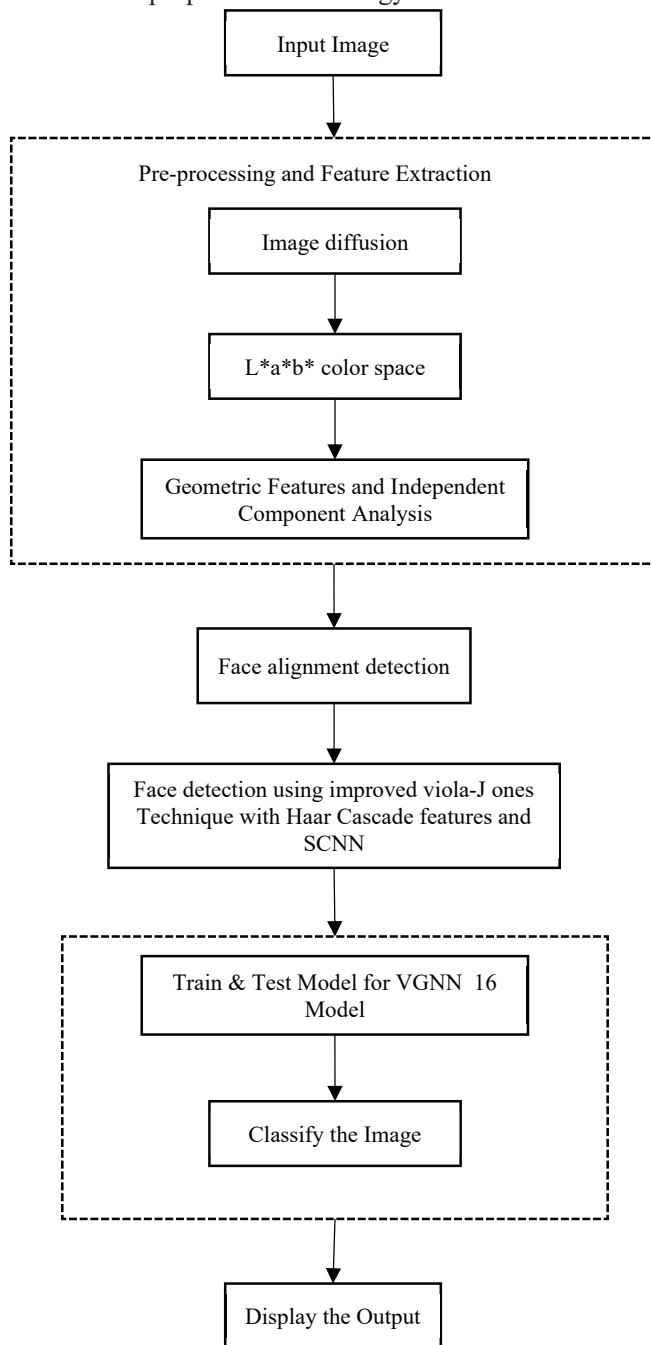 Input Image
Pre-processing and Feature Extraction
Image diffusion
L*a*b* color space
Geometric Features and Independent
Component Analysis
Face alignment detection
Face detection using improved viola-J ones
Technique with Haar Cascade features and
SCNN
Train & Test Model for VGNN 16
Model
Classify the Image
Display the Output